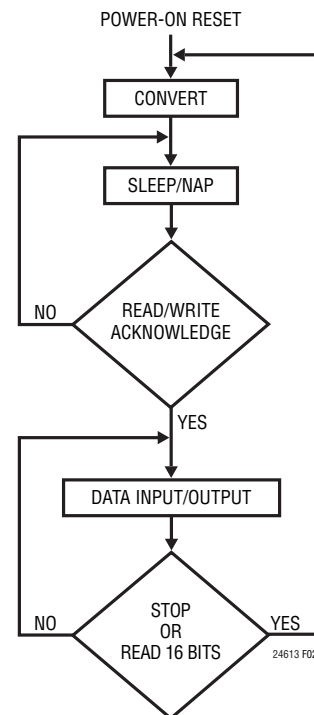 POWER-ON RESET
CONVERT
SLEEP/NAP
NO
READ/WRITE
ACKNOWLEDGE
YES
DATA INPUT/OUTPUT
NO
STOP
OR
READ 16 BITS
YES
24613 F02